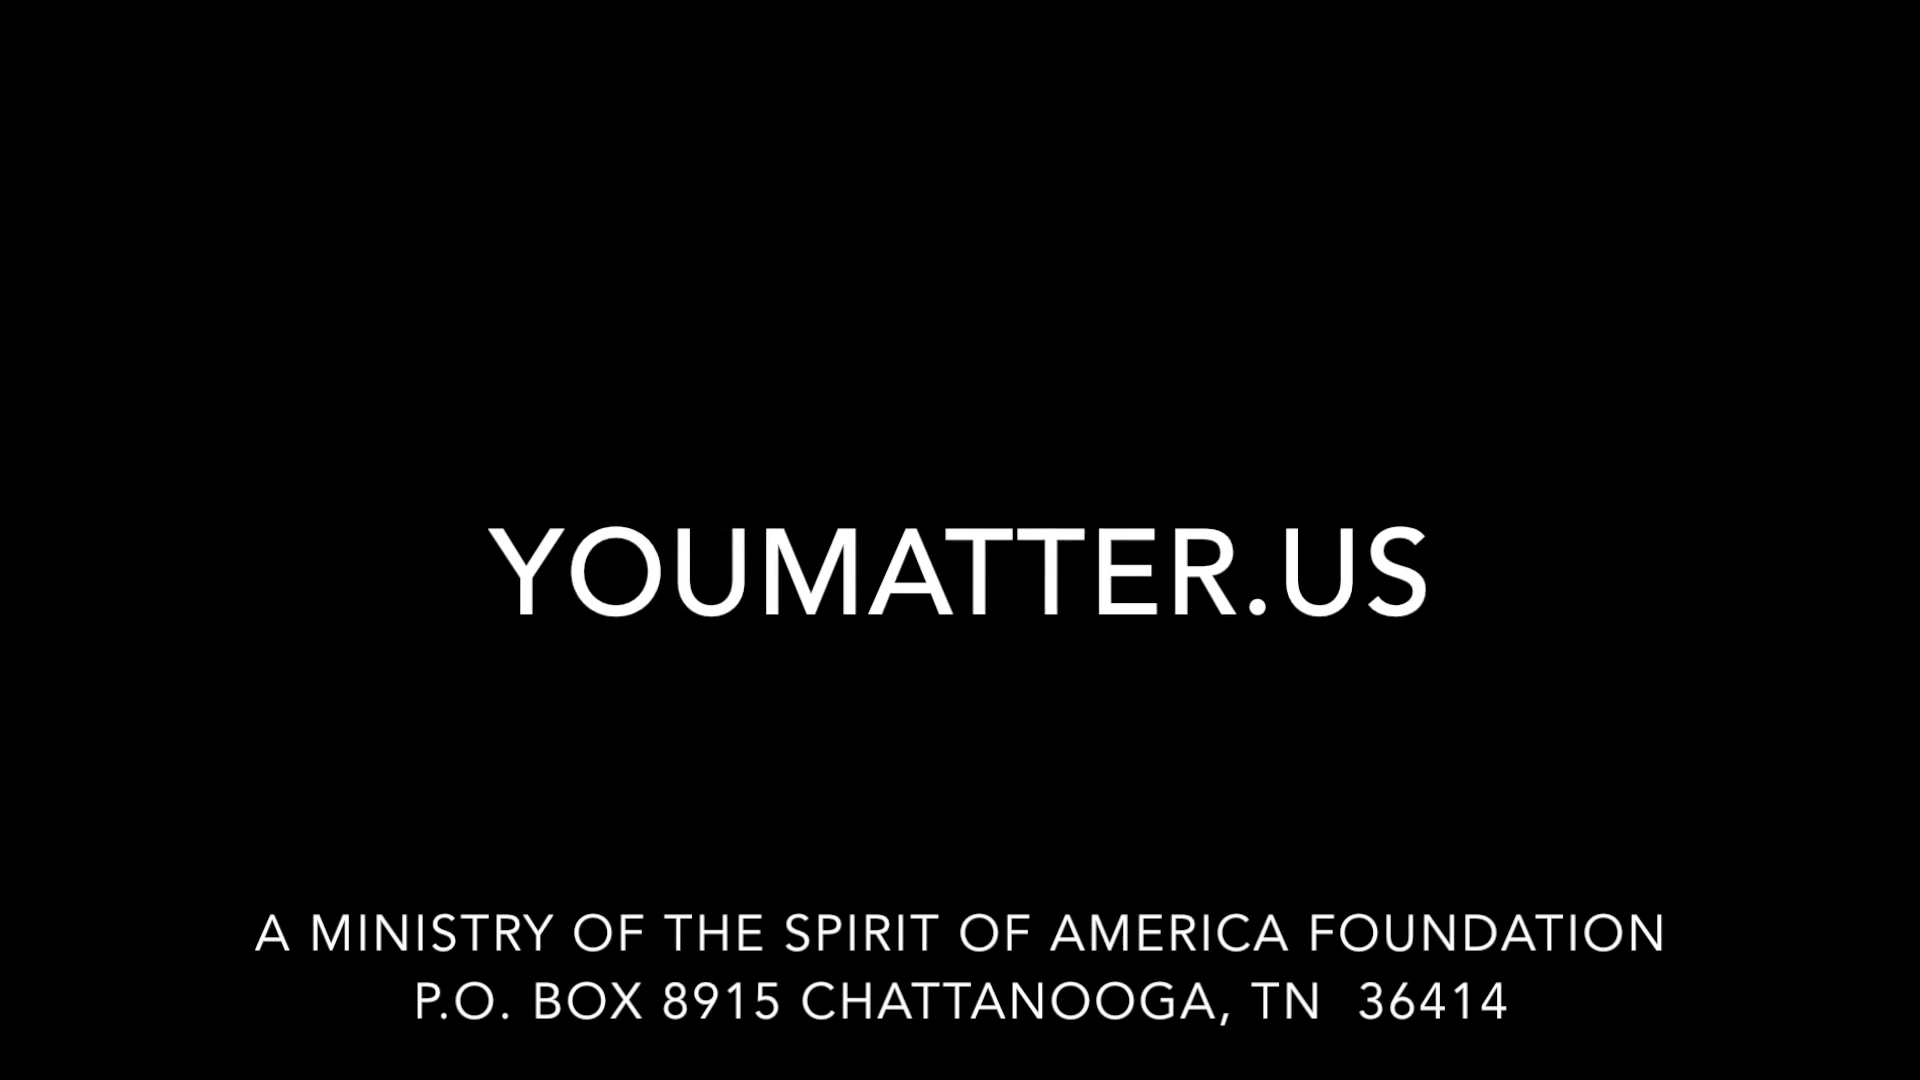 YOUMATTER.US
A MINISTRY OF THE SPIRIT OF AMERICA FOUNDATION
P.O. BOX 8915 CHATTANOOGA, TN  36414